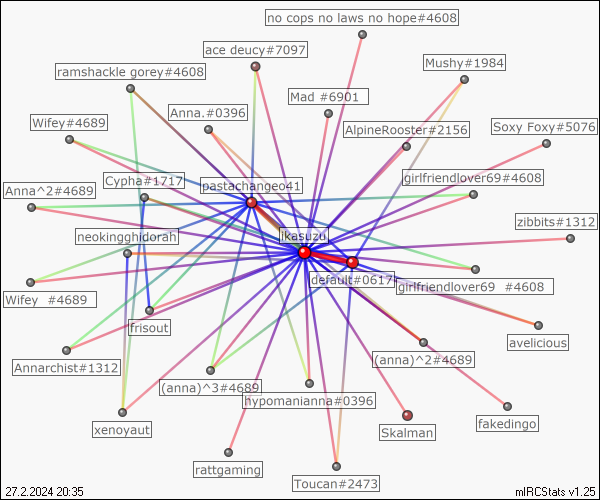 no cops no laws no hope#4608
ace deucy#7097
Mushy#1984
ramshackle gorey#4608
Mad #6901
Anna.#0396
Wifey#4689
AlpineRooster#2156
Soxy Foxy#5076
Cypha#1717
pastachangeo41
girlfriendlover69#4608
Anna^2#4689
zibbits#1312
neokingghidorah
ikasuzu
default#0617
girlfriendlover69 #4608
Wifey #4689
frisout
avelicious
Annarchist#1312
(anna)^2#4689
(anna)^3#4689
hypomanianna#0396
xenoyaut
Skalman
fakedingo
rattgaming
Toucan#2473
27.2.2024 20:35
mIRCStats v1.25